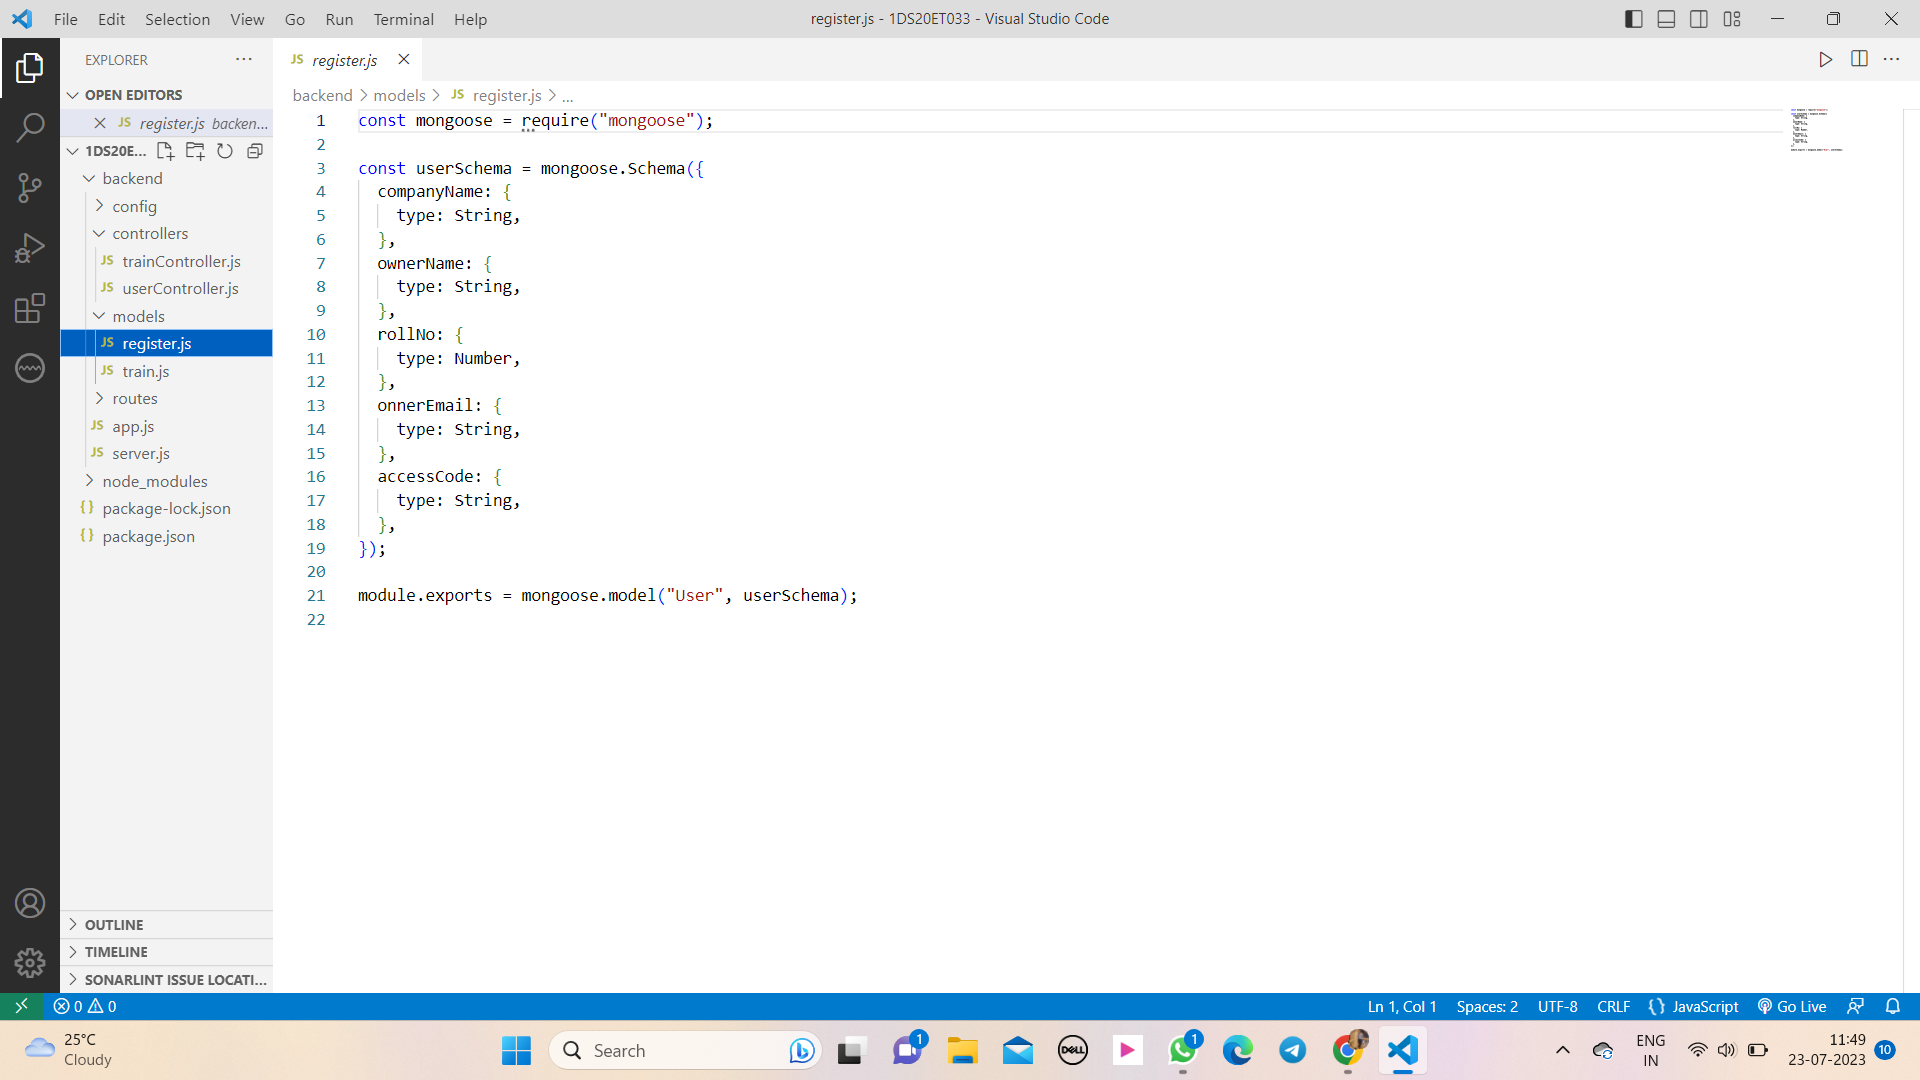 File Edit Selection View Go Run Terminal Help
register.js - 1DS20ET033 - Visual Studio Code
EXPLORER
OPEN EDITORS
JS register.js backen...
1DS20E...
backend
config
controllers
JS trainController.js
JS userController.js
models
JS register.js
JS train.js
routes
JS app.js
JS server.js
node_modules
{} package-lock.json
{} package.json
OUTLINE
TIMELINE
SONARLINT ISSUE LOCATI...
JS register.js
backend > models > JS register.js > ...
1 const mongoose = require("mongoose");
2
3 const userSchema = mongoose.Schema({
4 companyName: {
5 type: String,
6 },
7 ownerName: {
8 type: String,
9 },
10 rollNo: {
11 type: Number,
12 },
13 onnerEmail: {
14 type: String,
15 },
16 accessCode: {
17 type: String,
18 },
19 });
20
21 module.exports = mongoose.model("User", userSchema);
22
0 0
Ln 1, Col 1 Spaces: 2 UTF-8 CRLF {} JavaScript Go Live
25°C
Cloudy
Search
1
DELL
1
ENG
IN
11:49
23-07-2023
10